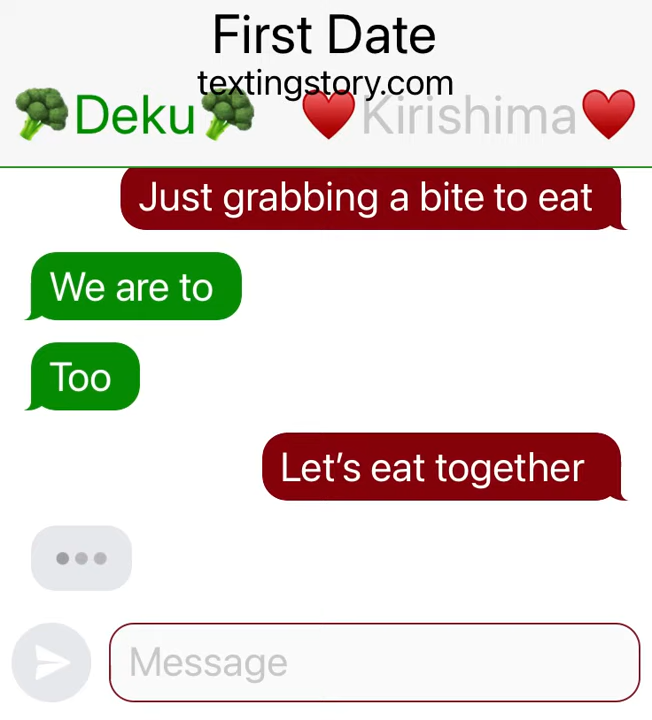 First Date
textingstory.com
🥦Deku🥦 ♥️Kirishima♥️
Just grabbing a bite to eat
We are to
Too
Let’s eat together
Message